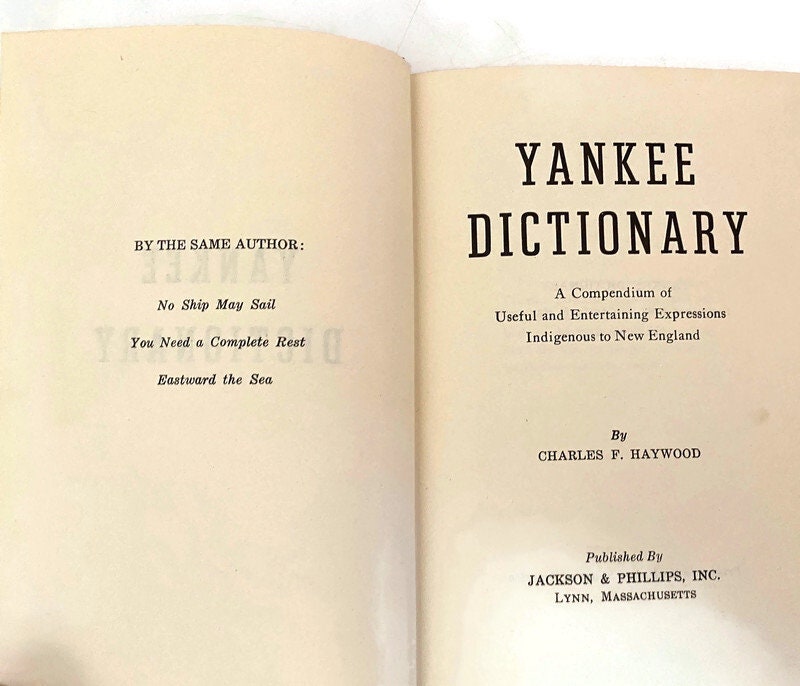 BY THE SAME AUTHOR:
No Ship May Sail
You Need a Complete Rest
Eastward the Sea
YANKEE
DICTIONARY
A Compendium of
Useful and Entertaining Expressions
Indigenous to New England
By
CHARLES F. HAYWOOD
Published By
JACKSON & PHILLIPS, INC.
LYNN, MASSACHUSETTS